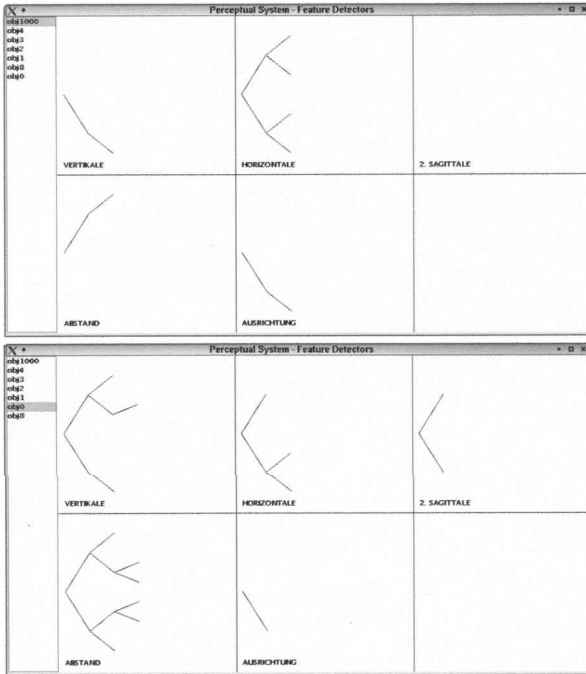 Perceptual System - Feature Detectors
obj1000
obj4
obj3
obj2
obj1
obj8
obj0
VERTIKALE
HORIZONTALE
2. SAGITTALE
ABSTAND
AUSRICHTUNG
Perceptual System - Feature Detectors
obj1000
obj4
obj3
obj2
obj1
obj0
obj8
VERTIKALE
HORIZONTALE
2. SAGITTALE
ABSTAND
AUSRICHTUNG